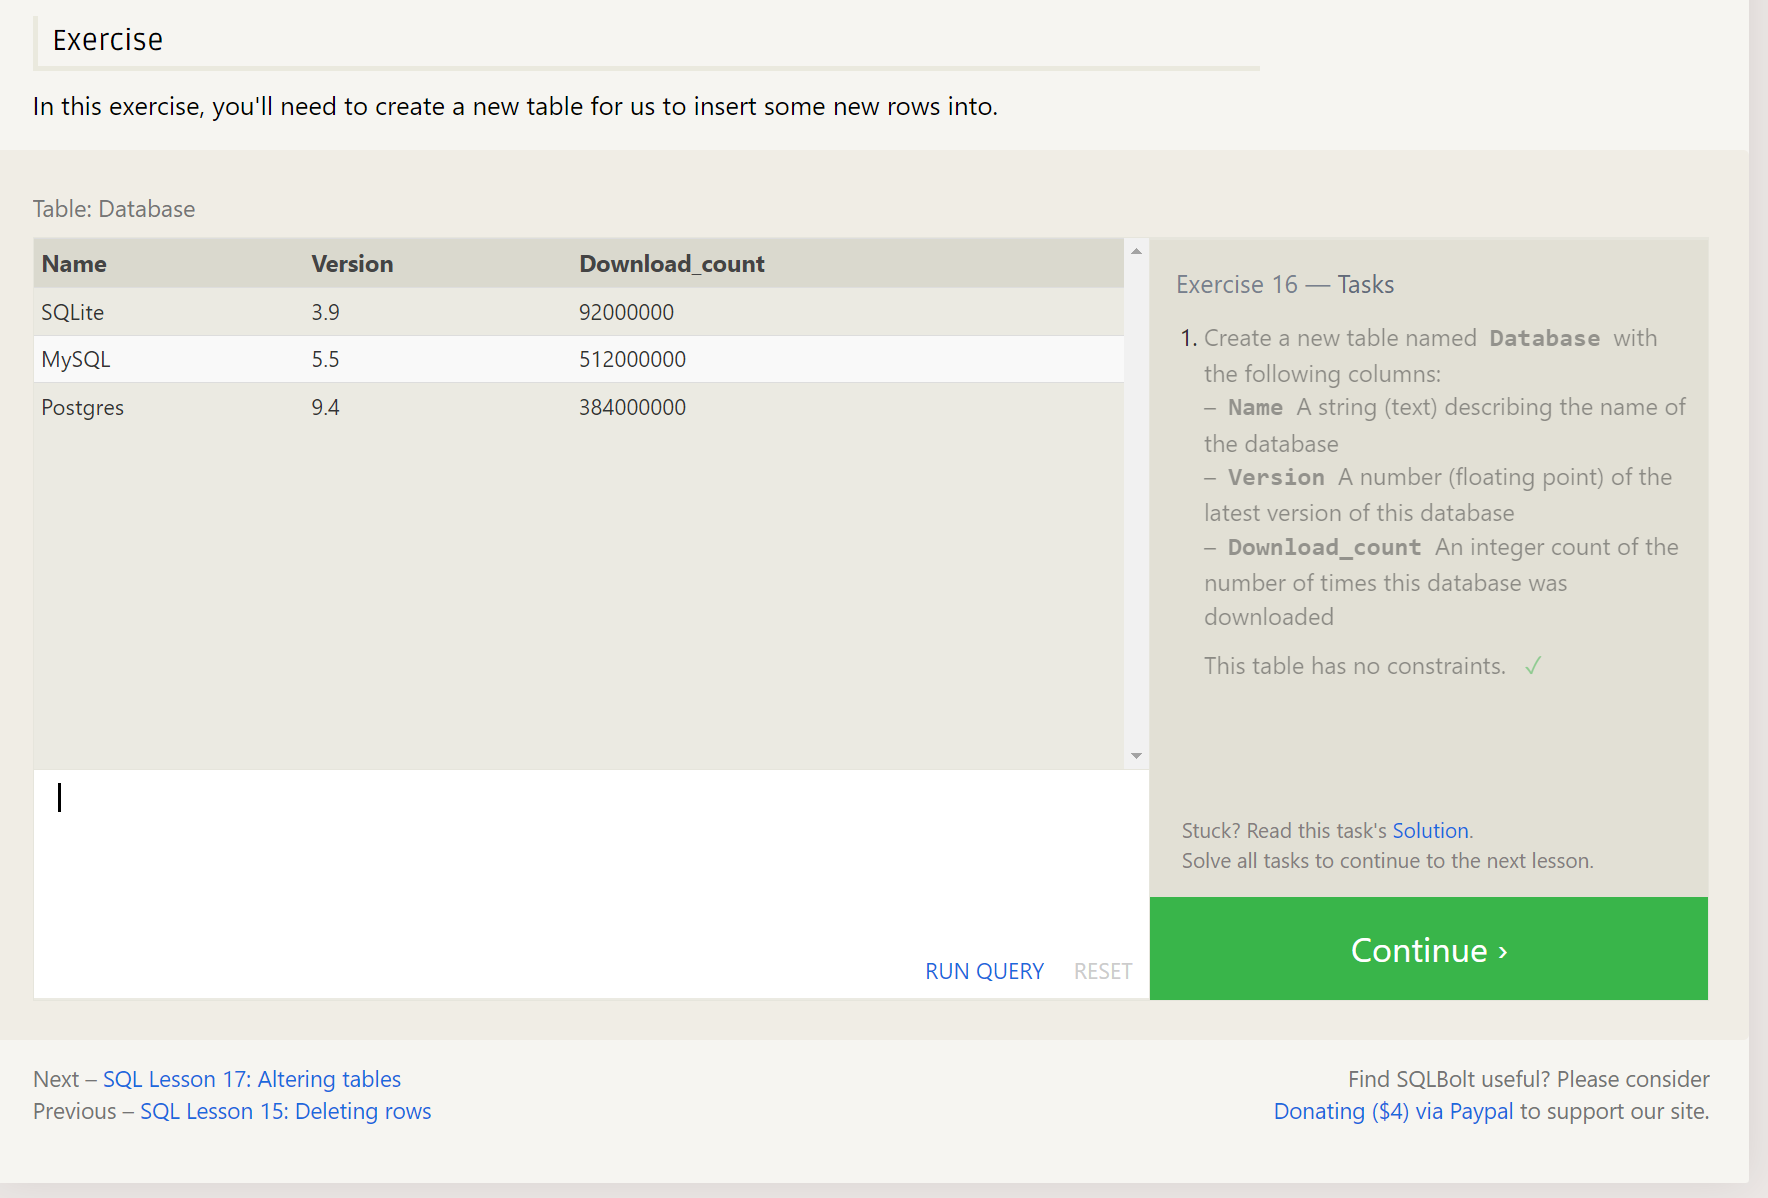 Exercise
In this exercise, you'll need to create a new table for us to insert some new rows into.
Table: Database
Name Version Download_count
SQLite 3.9 92000000
MySQL 5.5 512000000
Postgres 9.4 384000000
RUN QUERY RESET
Exercise 16 — Tasks
1. Create a new table named Database with
the following columns:
– Name A string (text) describing the name of
the database
– Version A number (floating point) of the
latest version of this database
– Download_count An integer count of the
number of times this database was
downloaded
This table has no constraints. ✓
Stuck? Read this task's Solution.
Solve all tasks to continue to the next lesson.
Continue ›
Next – SQL Lesson 17: Altering tables
Previous – SQL Lesson 15: Deleting rows
Find SQLBolt useful? Please consider
Donating ($4) via Paypal to support our site.